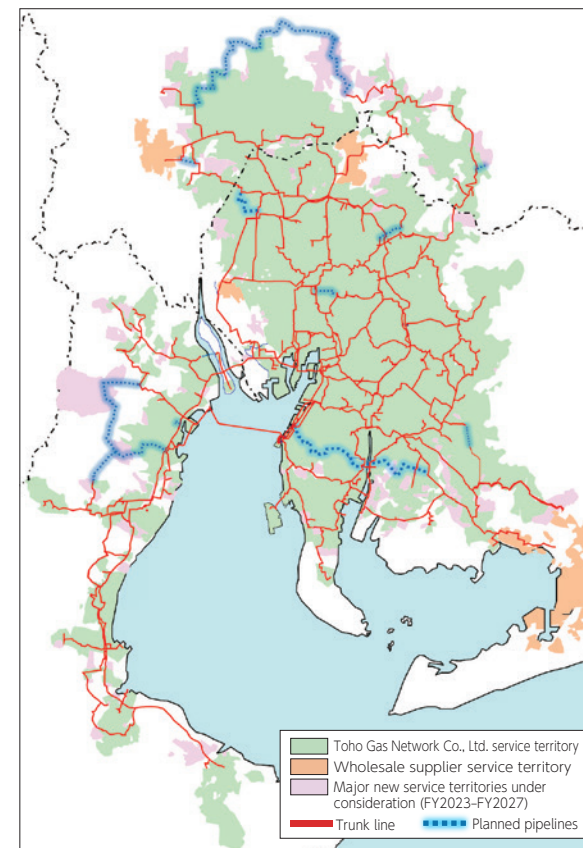 Toho Gas Network Co., Ltd. service territory
Wholesale supplier service territory
Major new service territories under
consideration (FY2023–FY2027)
Trunk line Planned pipelines